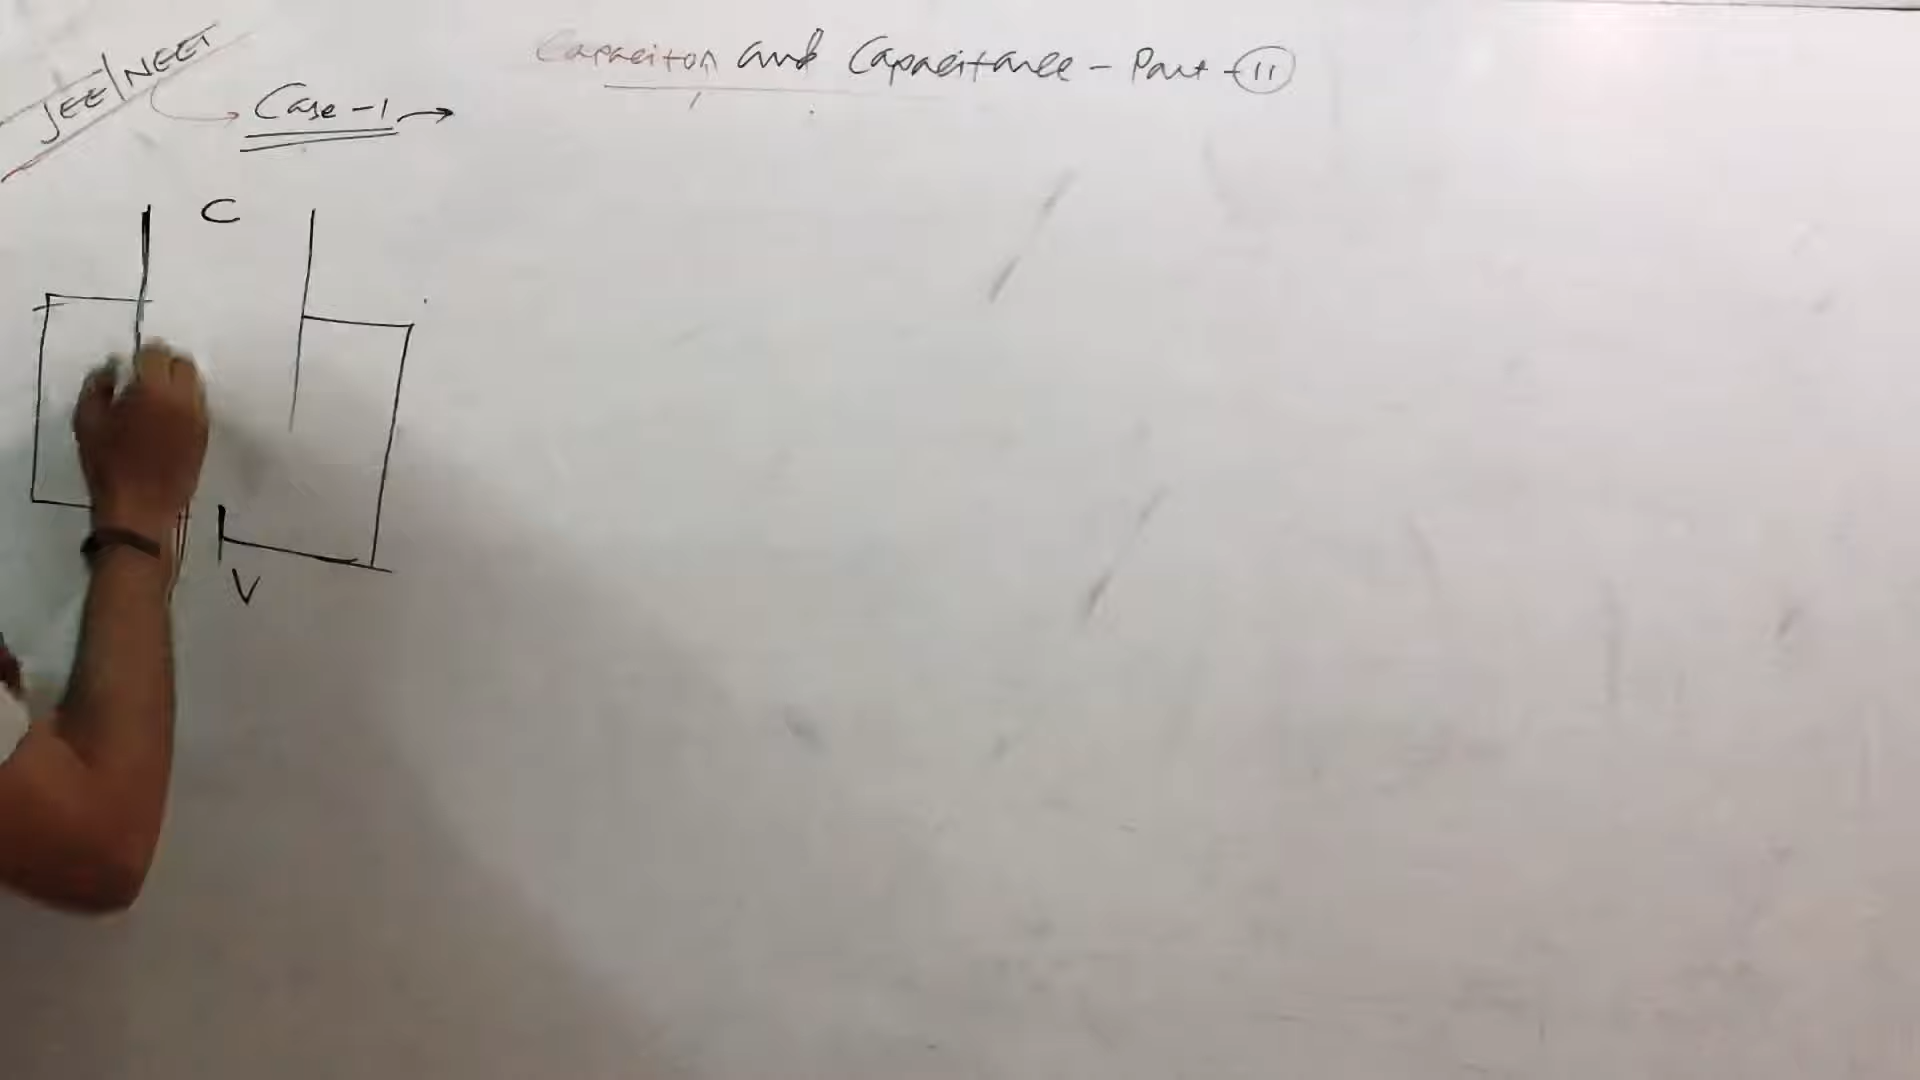 Capacitor and Capacitance - Part - 11
JEE/NEET
Case - 1 →
C
V